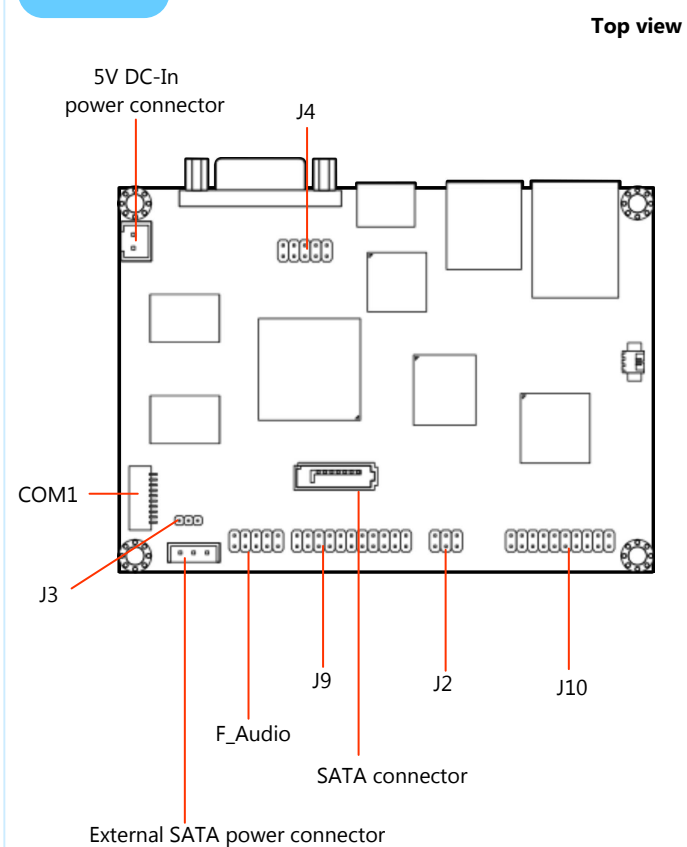 Top view
5V DC-In
power connector
J4
COM1
J3
J9
J2
J10
F_Audio
SATA connector
External SATA power connector